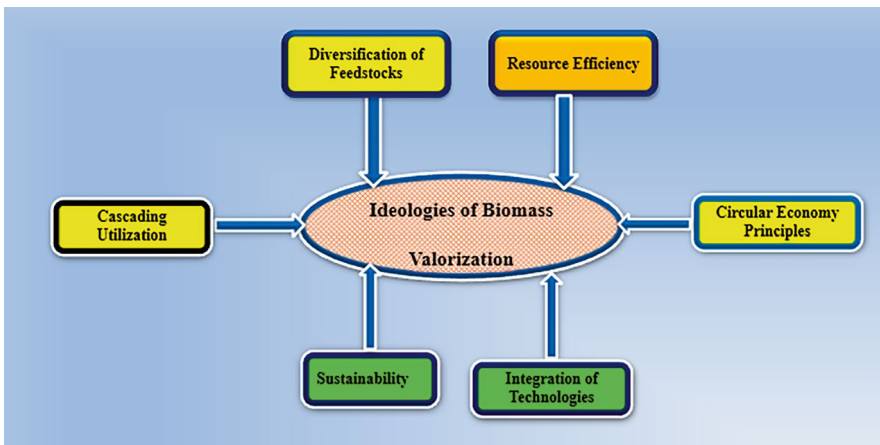 Diversification of
Feedstocks
Resource Efficiency
Cascading
Utilization
Ideologies of Biomass
Valorization
Circular Economy
Principles
Sustainability
Integration of
Technologies